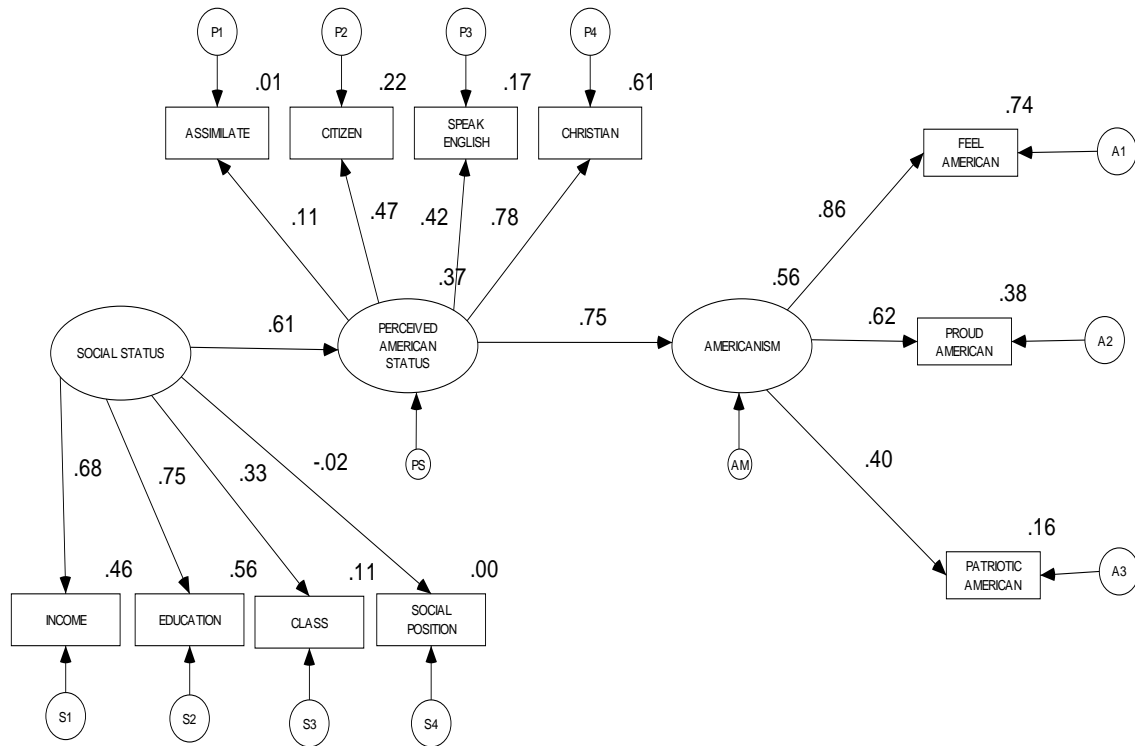 P1
P2
P3
P4
.01
.22
.17
.61
.74
ASSIMILATE
CITIZEN
SPEAK
ENGLISH
CHRISTIAN
FEEL
AMERICAN
A1
.11
.47
.42
.78
.86
.37
.56
.38
SOCIAL STATUS
.61
PERCEIVED
AMERICAN
STATUS
.75
AMERICANISM
.62
PROUD
AMERICAN
A2
PS
AM
.68
.75
.33
-.02
.40
.46
.56
.11
.00
.16
INCOME
EDUCATION
CLASS
SOCIAL
POSITION
PATRIOTIC
AMERICAN
A3
S1
S2
S3
S4